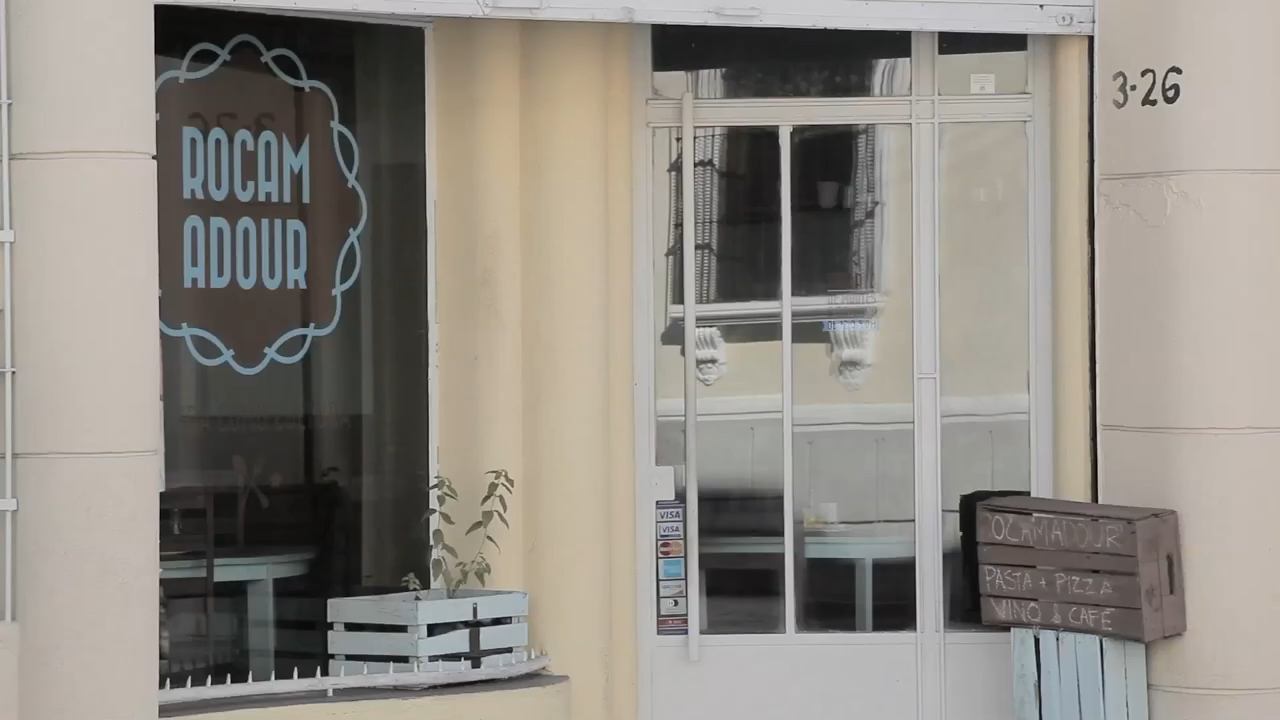 ROCAM
ADOUR
3-26
VISA
VISA
OCAMADOUR
PASTA + PIZZA
VINO & CAFE